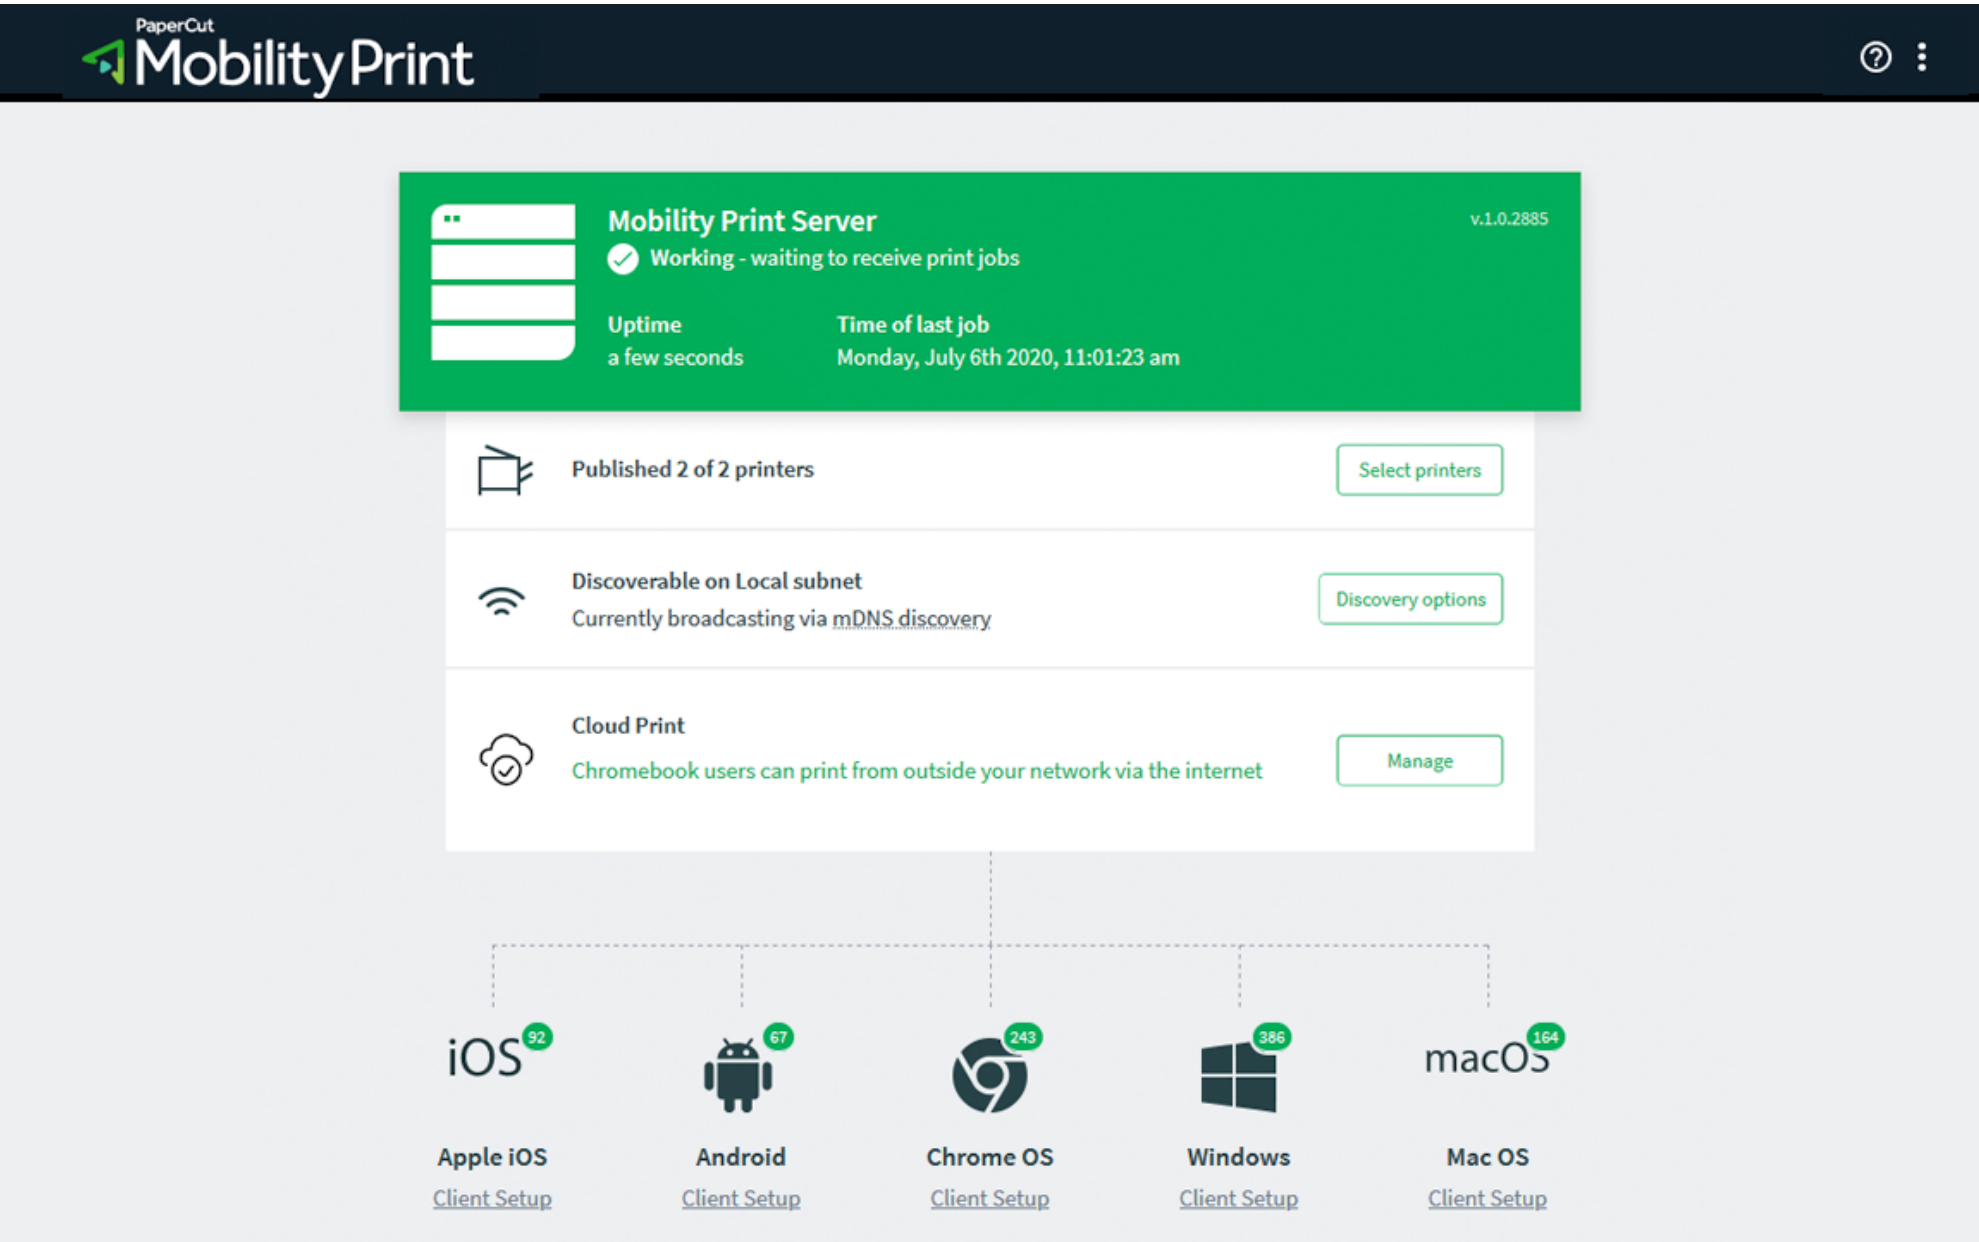 PaperCut
Mobility Print
Mobility Print Server
v.1.0.2885
Working - waiting to receive print jobs
Uptime
Time of last job
a few seconds
Monday, July 6th 2020, 11:01:23 am
Published 2 of 2 printers
Select printers
Discoverable on Local subnet
Currently broadcasting via mDNS discovery
Discovery options
Cloud Print
Chromebook users can print from outside your network via the internet
Manage
iOS
92
67
243
386
macOS
164
Apple iOS
Android
Chrome OS
Windows
Mac OS
Client Setup
Client Setup
Client Setup
Client Setup
Client Setup